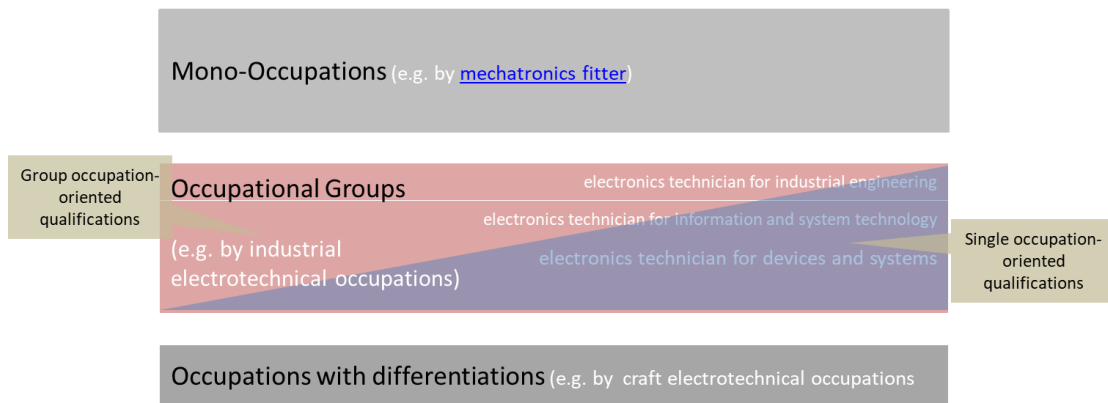 Mono-Occupations (e.g. by mechatronics fitter)
Group occupation-
oriented
qualifications
Occupational Groups
(e.g. by industrial
electrotechnical occupations)
electronics technician for industrial engineering
electronics technician for information and system technology
electronics technician for devices and systems
Single occupation-
oriented
qualifications
Occupations with differentiations (e.g. by craft electrotechnical occupations